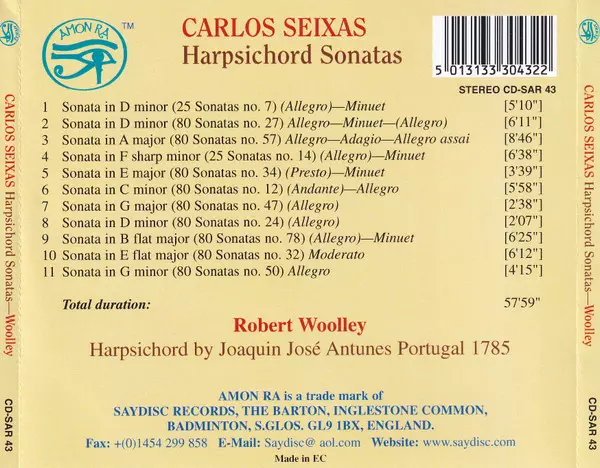 AMON RA
™
CARLOS SEIXAS
Harpsichord Sonatas
5 013133 304322
STEREO CD-SAR 43
1 Sonata in D minor (25 Sonatas no. 7) (Allegro)—Minuet [5'10"]
2 Sonata in D minor (80 Sonatas no. 27) Allegro—Minuet—(Allegro) [6'11"]
3 Sonata in A major (80 Sonatas no. 57) Allegro—Adagio—Allegro assai [8'46"]
4 Sonata in F sharp minor (25 Sonatas no. 14) (Allegro)—Minuet [6'38"]
5 Sonata in E major (80 Sonatas no. 34) (Presto)—Minuet [3'39"]
6 Sonata in C minor (80 Sonatas no. 12) (Andante)—Allegro [5'58"]
7 Sonata in G major (80 Sonatas no. 47) (Allegro) [2'38"]
8 Sonata in D minor (80 Sonatas no. 24) (Allegro) [2'07"]
9 Sonata in B flat major (80 Sonatas no. 78) (Allegro)—Minuet [6'25"]
10 Sonata in E flat major (80 Sonatas no. 32) Moderato [6'12"]
11 Sonata in G minor (80 Sonatas no. 50) Allegro [4'15"]
Total duration: 57'59"
Robert Woolley
Harpsichord by Joaquin José Antunes Portugal 1785
AMON RA is a trade mark of
SAYDISC RECORDS, THE BARTON, INGLESTONE COMMON,
BADMINTON, S.GLOS. GL9 1BX, ENGLAND.
Fax: +(0)1454 299 858 E-Mail: Saydisc@ aol.com Website: www.saydisc.com
Made in EC
CARLOS SEIXAS Harpsichord Sonatas—Woolley CD-SAR 43
CARLOS SEIXAS Harpsichord Sonatas—Woolley CD-SAR 43